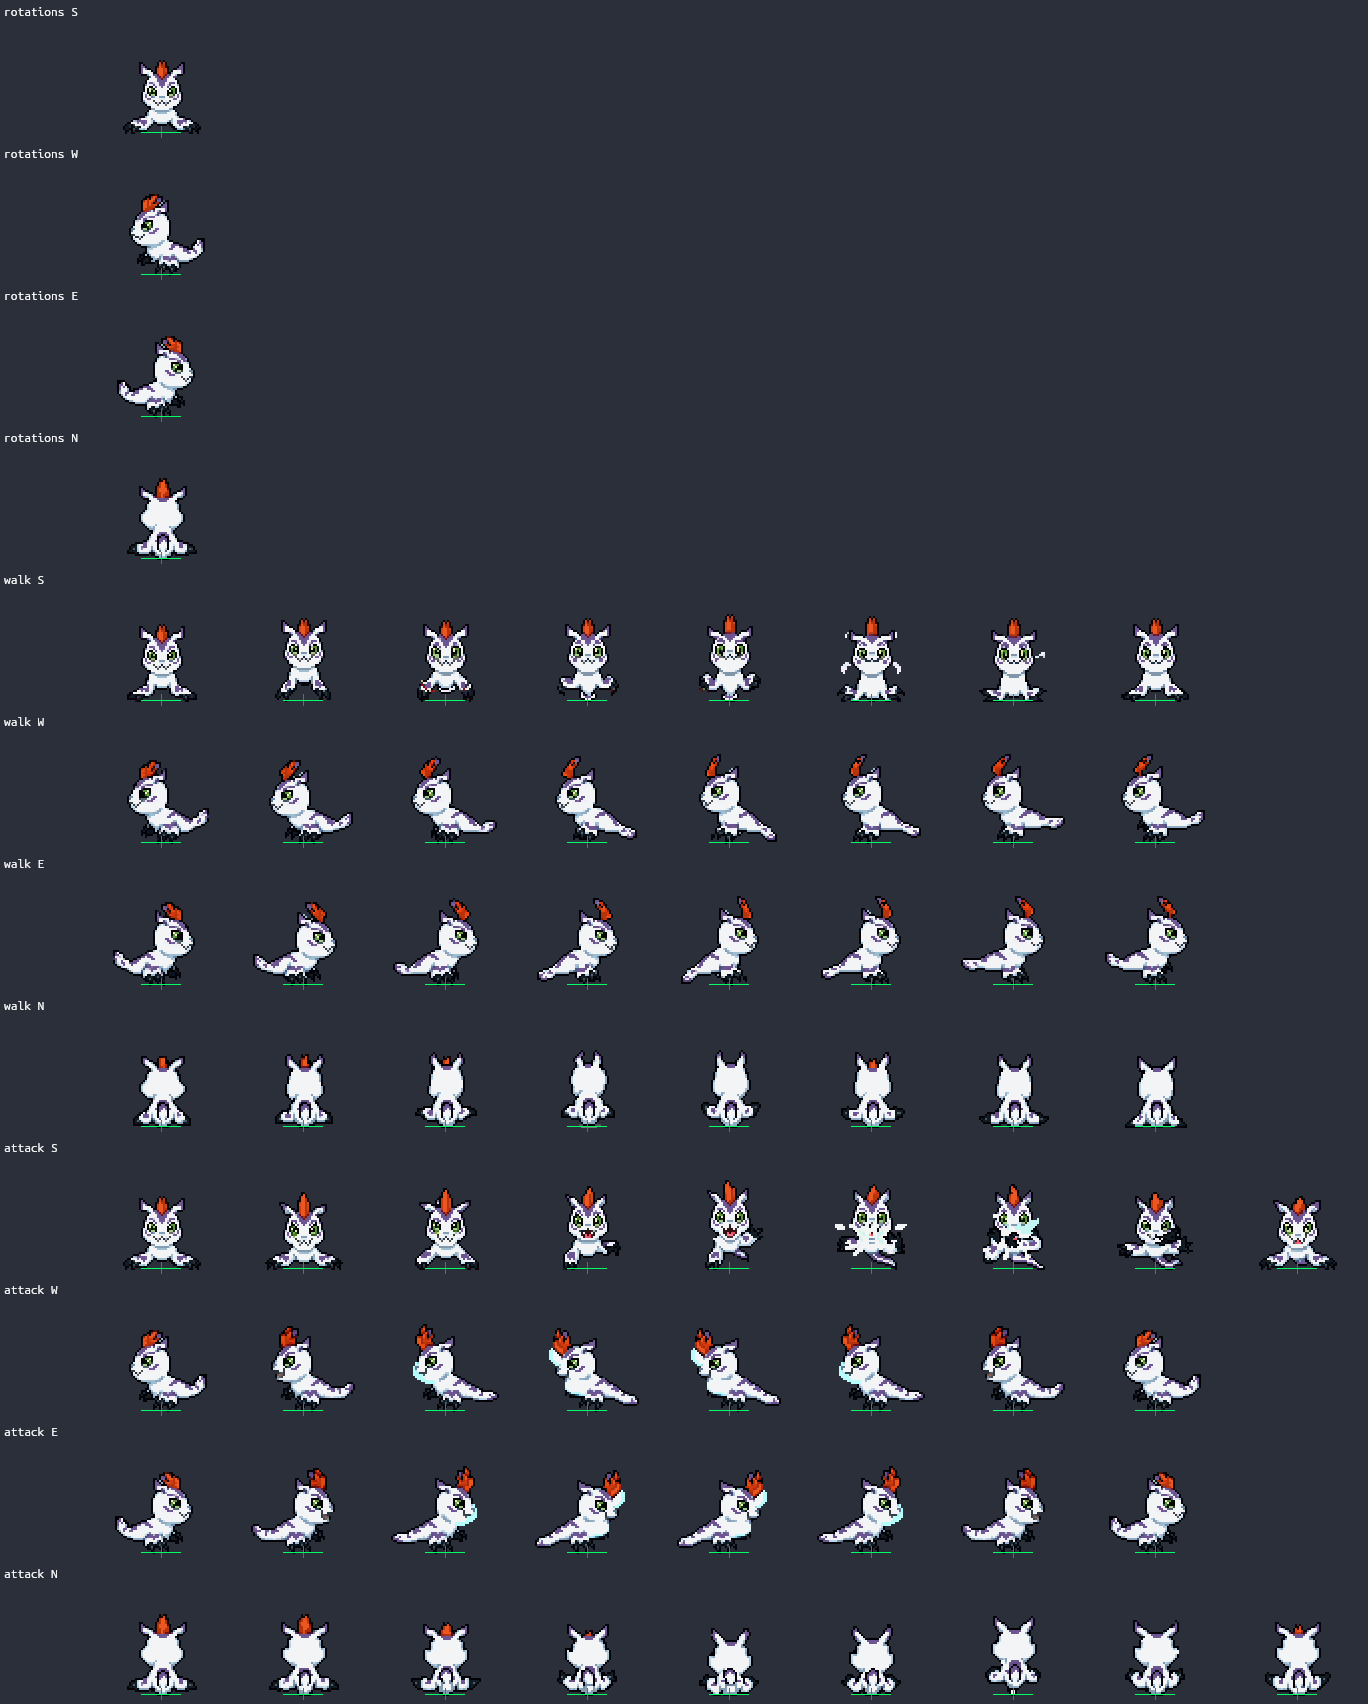 rotations S
rotations W
rotations E
rotations N
walk S
walk W
walk E
walk N
attack S
attack W
attack E
attack N